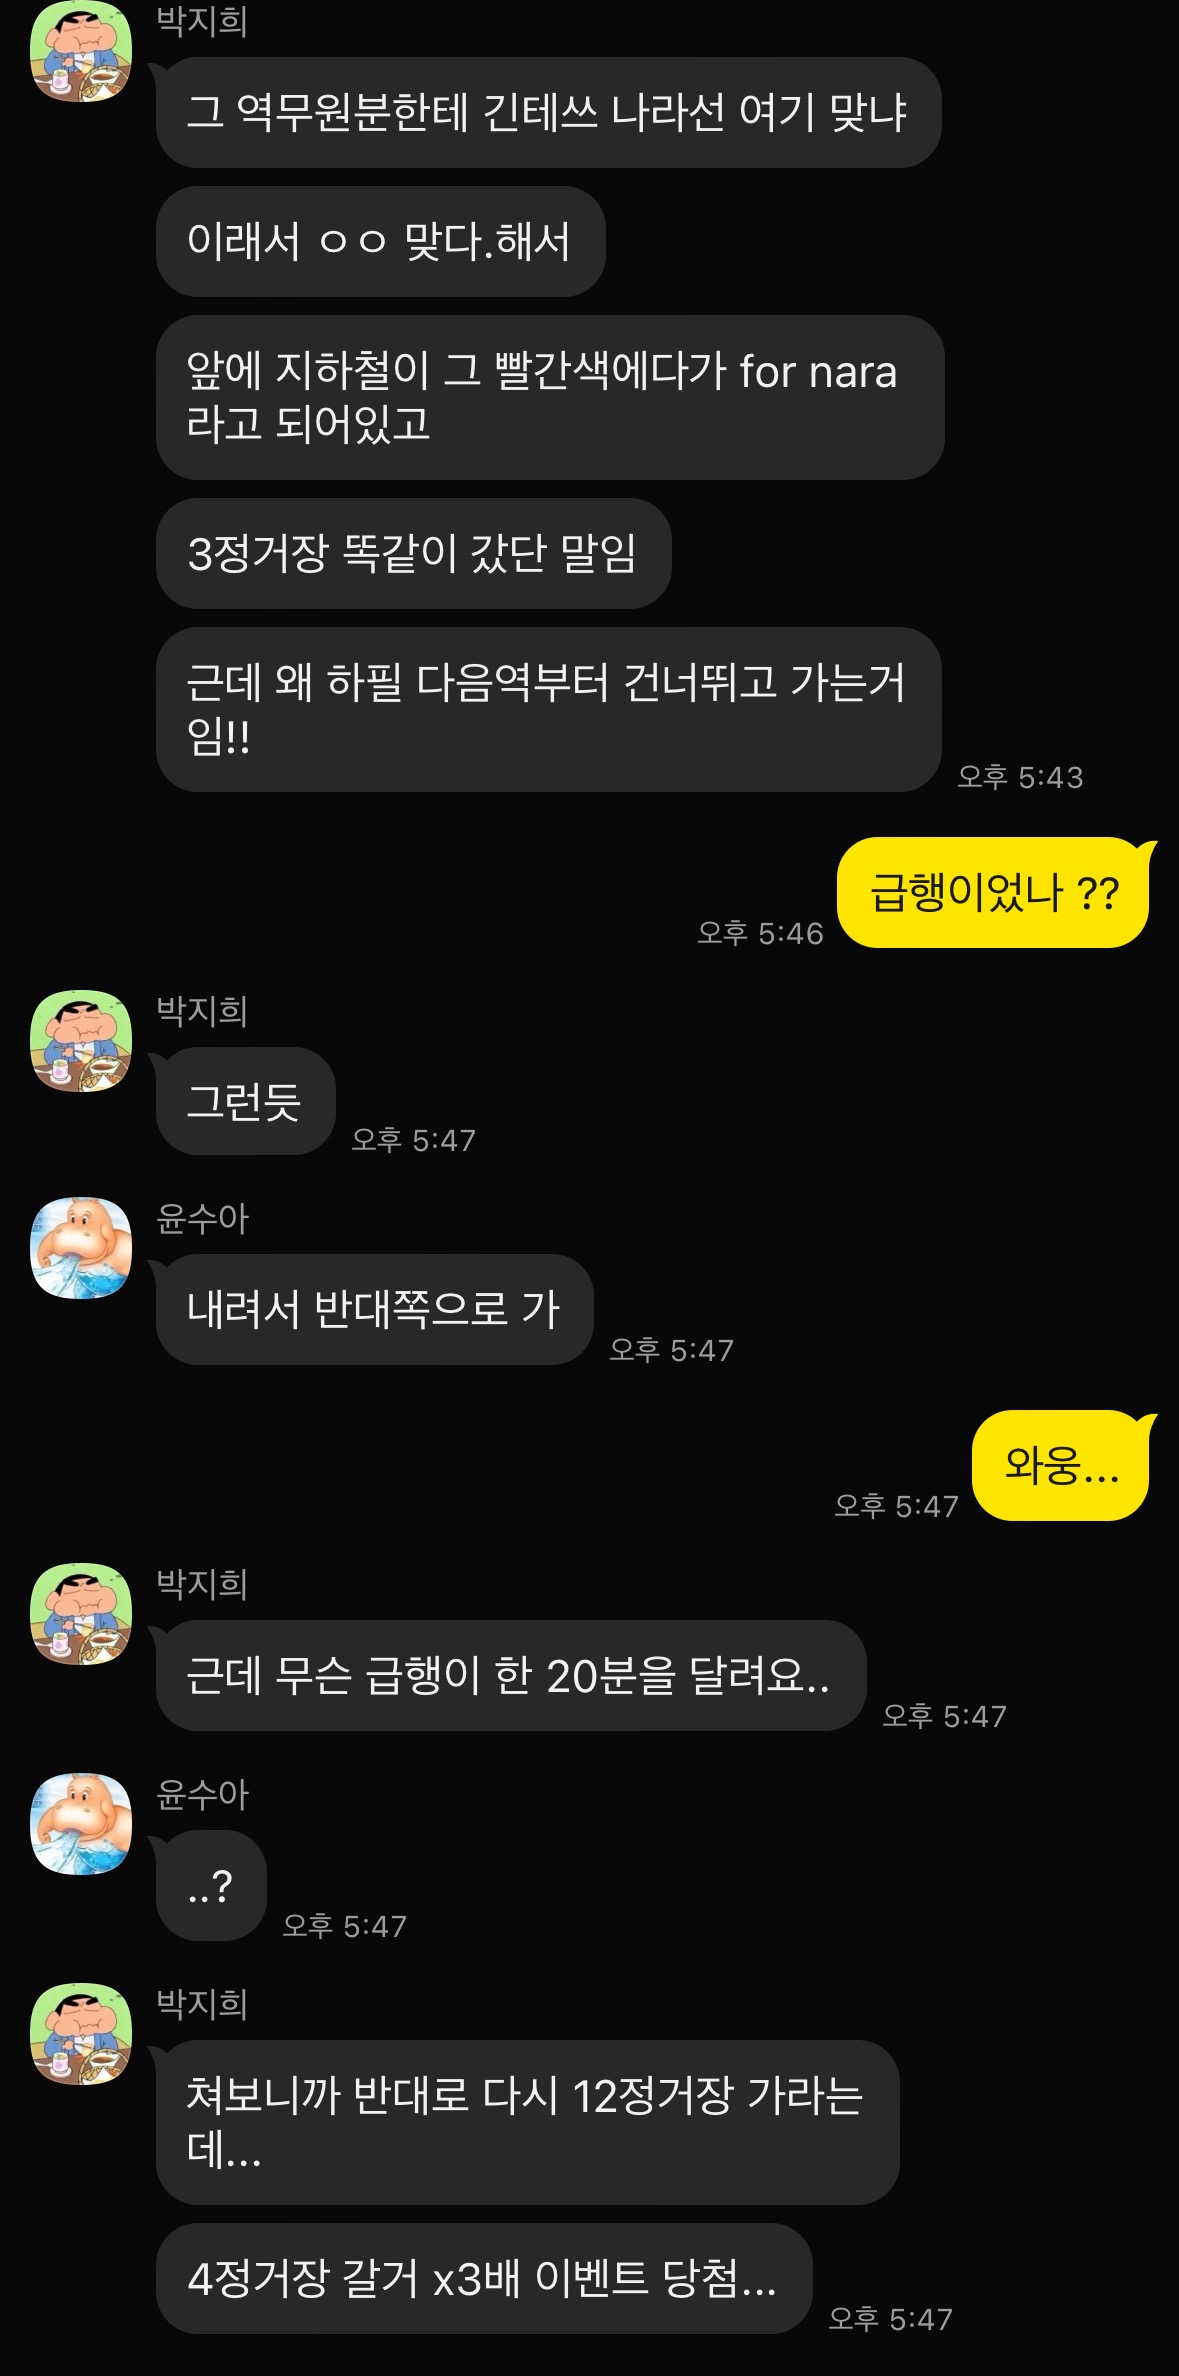 박지희
그 역무원분한테 긴테쓰 나라선 여기 맞냐
이래서 ㅇㅇ 맞다.해서
앞에 지하철이 그 빨간색에다가 for nara
라고 되어있고
3정거장 똑같이 갔단 말임
근데 왜 하필 다음역부터 건너뛰고 가는거
임!!
오후 5:43
급행이었나 ??
오후 5:46
박지희
그런듯
오후 5:47
윤수아
내려서 반대쪽으로 가
오후 5:47
와웅...
오후 5:47
박지희
근데 무슨 급행이 한 20분을 달려요..
오후 5:47
윤수아
..?
오후 5:47
박지희
쳐보니까 반대로 다시 12정거장 가라는
데...
4정거장 갈거 x3배 이벤트 당첨...
오후 5:47